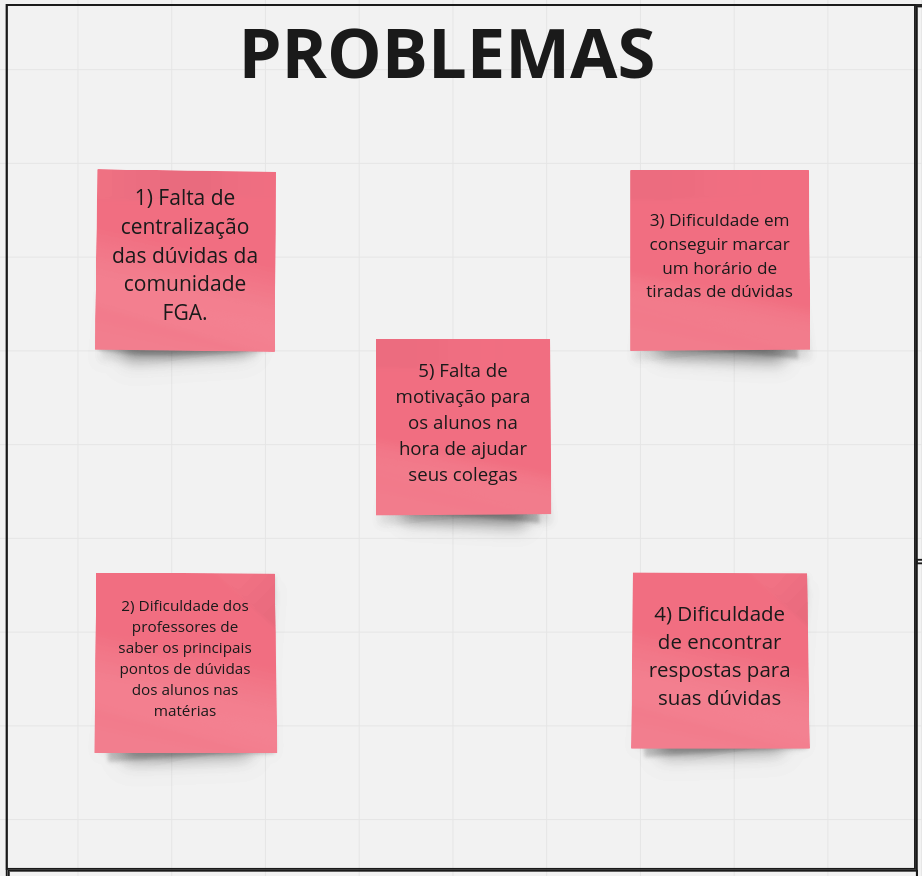 PROBLEMAS
1) Falta de
centralização
das dúvidas da
comunidade
FGA.
3) Dificuldade em
conseguir marcar
um horário de
tiradas de dúvidas
5) Falta de
motivação para
os alunos na
hora de ajudar
seus colegas
2) Dificuldade dos
professores de
saber os principais
pontos de dúvidas
dos alunos nas
matérias
4) Dificuldade
de encontrar
respostas para
suas dúvidas